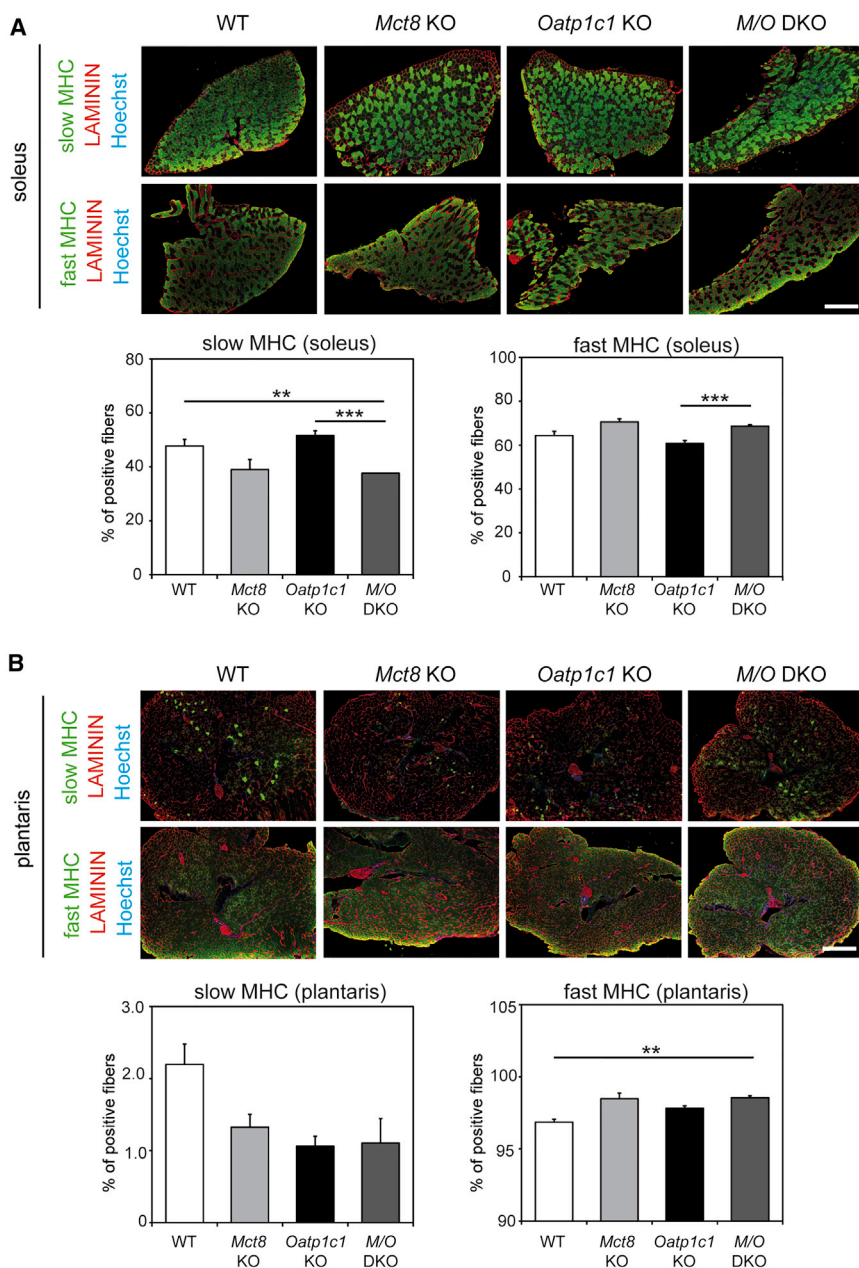 A
WT Mct8 KO Oatp1c1 KO M/O DKO
soleus
slow MHC
LAMININ
Hoechst
fast MHC
LAMININ
Hoechst
slow MHC (soleus)
% of positive fibers
80
60
40
20
0
**
***
WT Mct8 Oatp1c1 M/O
KO KO DKO
fast MHC (soleus)
% of positive fibers
100
80
60
40
20
0
***
WT Mct8 Oatp1c1 M/O
KO KO DKO
B
WT Mct8 KO Oatp1c1 KO M/O DKO
plantaris
slow MHC
LAMININ
Hoechst
fast MHC
LAMININ
Hoechst
slow MHC (plantaris)
% of positive fibers
3.0
2.0
1.0
0
WT Mct8 Oatp1c1 M/O
KO KO DKO
fast MHC (plantaris)
% of positive fibers
105
100
95
90
**
WT Mct8 Oatp1c1 M/O
KO KO DKO